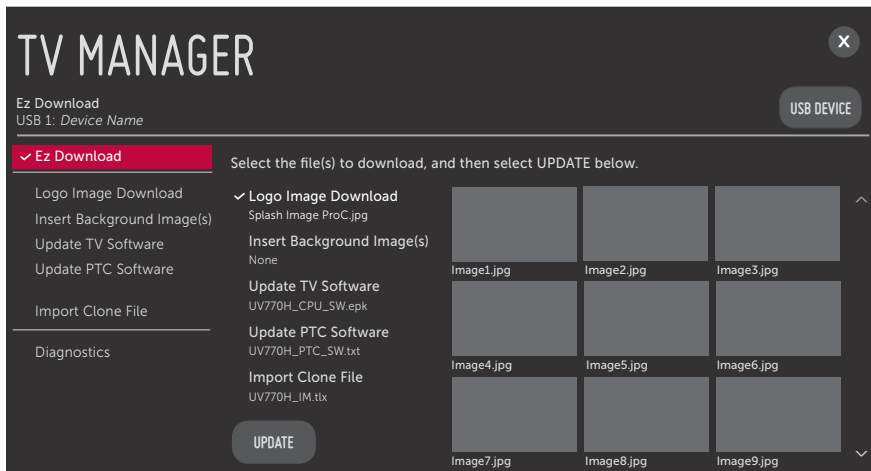 TV MANAGER
X
Ez Download
USB 1: Device Name
USB DEVICE
Ez Download
Logo Image Download
Insert Background Image(s)
Update TV Software
Update PTC Software
Import Clone File
Diagnostics
Select the file(s) to download, and then select UPDATE below.
Logo Image Download
Splash Image ProC.jpg
Insert Background Image(s)
None
Update TV Software
UV770H_CPU_SW.epk
Update PTC Software
UV770H_PTC_SW.txt
Import Clone File
UV770H_IM.tlx
UPDATE
Image1.jpg
Image2.jpg
Image3.jpg
Image4.jpg
Image5.jpg
Image6.jpg
Image7.jpg
Image8.jpg
Image9.jpg